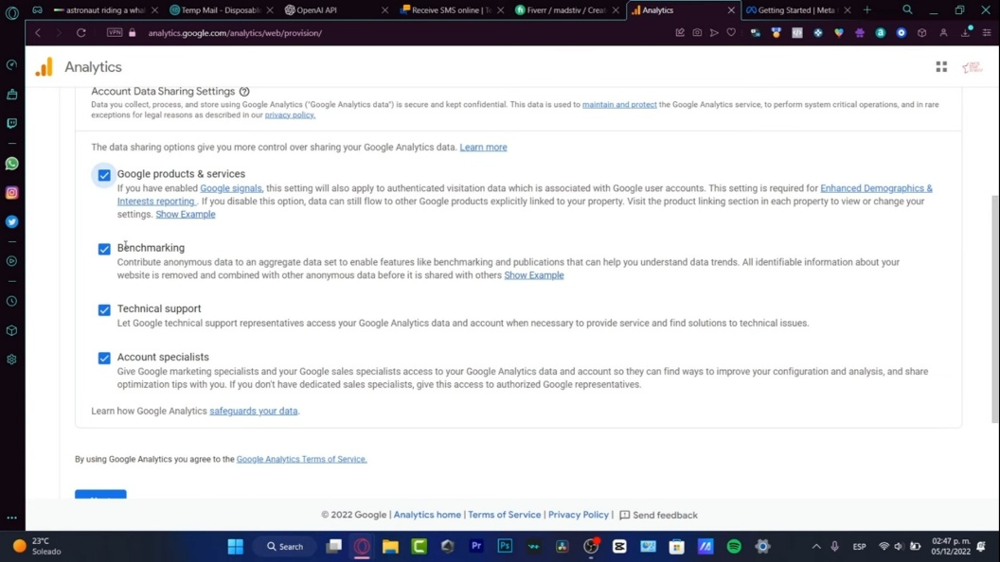 astronaut riding a wha
Temp Mail - Disposabl
OpenAI API
Receive SMS online | Te
Fiverr / madstiv / Creat
Analytics
Getting Started | Meta
VPN
analytics.google.com/analytics/web/provision/
Analytics
Account Data Sharing Settings
Data you collect, process, and store using Google Analytics ("Google Analytics data") is secure and kept confidential. This data is used to maintain and protect the Google Analytics service, to perform system critical operations, and in rare
exceptions for legal reasons as described in our privacy policy.
The data sharing options give you more control over sharing your Google Analytics data. Learn more
Google products & services
If you have enabled Google signals, this setting will also apply to authenticated visitation data which is associated with Google user accounts. This setting is required for Enhanced Demographics &
Interests reporting . If you disable this option, data can still flow to other Google products explicitly linked to your property. Visit the product linking section in each property to view or change your
settings. Show Example
Benchmarking
Contribute anonymous data to an aggregate data set to enable features like benchmarking and publications that can help you understand data trends. All identifiable information about your
website is removed and combined with other anonymous data before it is shared with others Show Example
Technical support
Let Google technical support representatives access your Google Analytics data and account when necessary to provide service and find solutions to technical issues.
Account specialists
Give Google marketing specialists and your Google sales specialists access to your Google Analytics data and account so they can find ways to improve your configuration and analysis, and share
optimization tips with you. If you don't have dedicated sales specialists, give this access to authorized Google representatives.
Learn how Google Analytics safeguards your data.
By using Google Analytics you agree to the Google Analytics Terms of Service.
© 2022 Google | Analytics home | Terms of Service | Privacy Policy | Send feedback
23°C
Soleado
Search
Pr
Ps
ESP
02:47 p. m.
05/12/2022